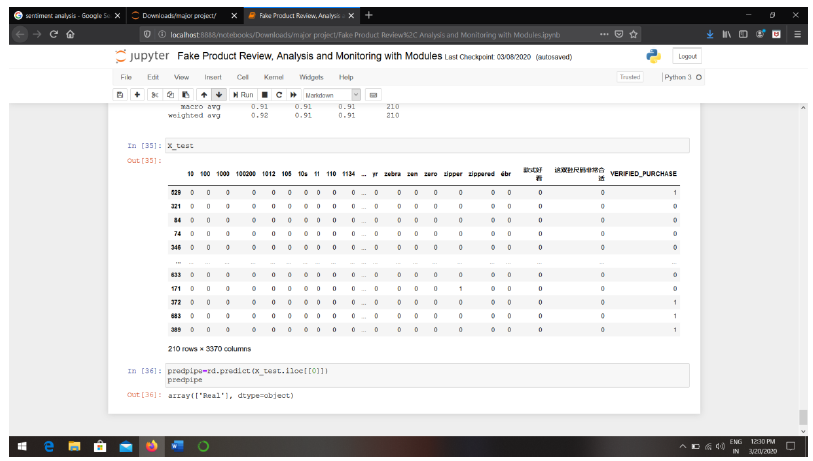 sentiment analysis - Google Se
Downloads/major project/
Fake Product Review, Analysis
localhost:8888/notebooks/Downloads/major project/Fake Product Review%2C Analysis and Monitoring with Modules.ipynb
jupyter Fake Product Review, Analysis and Monitoring with Modules Last Checkpoint: 03/08/2020 (autosaved)
Logout
File Edit View Insert Cell Kernel Widgets Help
Trusted
Python 3
Run
Markdown
macro avg 0.91 0.91 0.91 210
weighted avg 0.92 0.91 0.91 210
In [35]: X_test
Out[35]:
10 100 1000 100200 1012 105 10s 11 110 1134 ... yr zebra zen zero zipper zippered ébr 款式好看 这双鞋尺码非常合适 VERIFIED_PURCHASE
529 0 0 0 0 0 0 0 0 0 0 ... 0 0 0 0 0 0 0 0 0 1
321 0 0 0 0 0 0 0 0 0 0 ... 0 0 0 0 0 0 0 0 0 0
84 0 0 0 0 0 0 0 0 0 0 ... 0 0 0 0 0 0 0 0 0 0
74 0 0 0 0 0 0 0 0 0 0 ... 0 0 0 0 0 0 0 0 0 0
346 0 0 0 0 0 0 0 0 0 0 ... 0 0 0 0 0 0 0 0 0 0
... ... ... ... ... ... ... ... ... ... ... ... ... ... ... ... ... ... ... ... ... ...
633 0 0 0 0 0 0 0 0 0 0 ... 0 0 0 0 0 0 0 0 0 0
171 0 0 0 0 0 0 0 0 0 0 ... 0 0 0 0 1 0 0 0 0 0
372 0 0 0 0 0 0 0 0 0 0 ... 0 0 0 0 0 0 0 0 0 1
683 0 0 0 0 0 0 0 0 0 0 ... 0 0 0 0 0 0 0 0 0 1
389 0 0 0 0 0 0 0 0 0 0 ... 0 0 0 0 0 0 0 0 0 1
210 rows × 3370 columns
In [36]: predpipe=rd.predict(X_test.iloc[[0]])
predpipe
Out[36]: array(['Real'], dtype=object)
ENG 12:30 PM
IN 3/20/2020